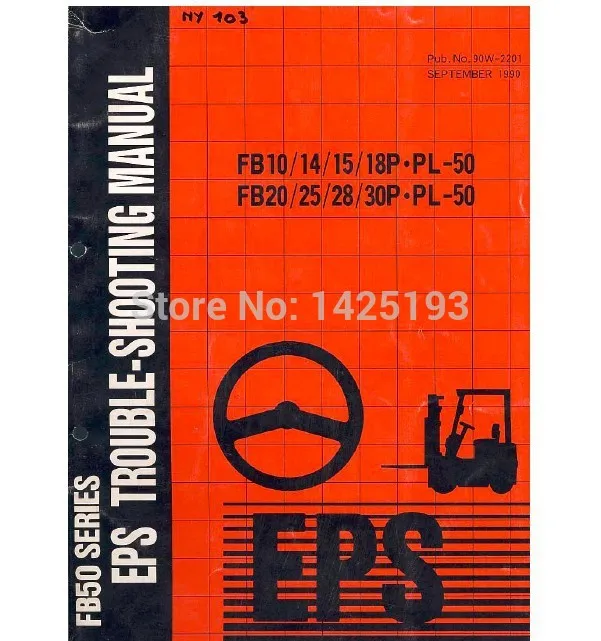 NY 103
Pub. No. 90W-2201
SEPTEMBER 1990
FB10/14/15/18P・PL-50
FB20/25/28/30P・PL-50
Store No: 1425193
FB50 SERIES
EPS TROUBLE-SHOOTING MANUAL
EPS